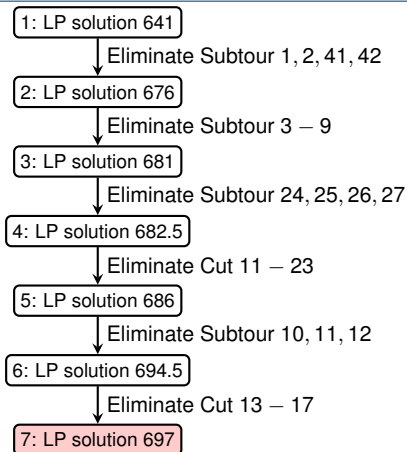 1: LP solution 641
Eliminate Subtour 1, 2, 41, 42
2: LP solution 676
Eliminate Subtour 3 − 9
3: LP solution 681
Eliminate Subtour 24, 25, 26, 27
4: LP solution 682.5
Eliminate Cut 11 − 23
5: LP solution 686
Eliminate Subtour 10, 11, 12
6: LP solution 694.5
Eliminate Cut 13 − 17
7: LP solution 697